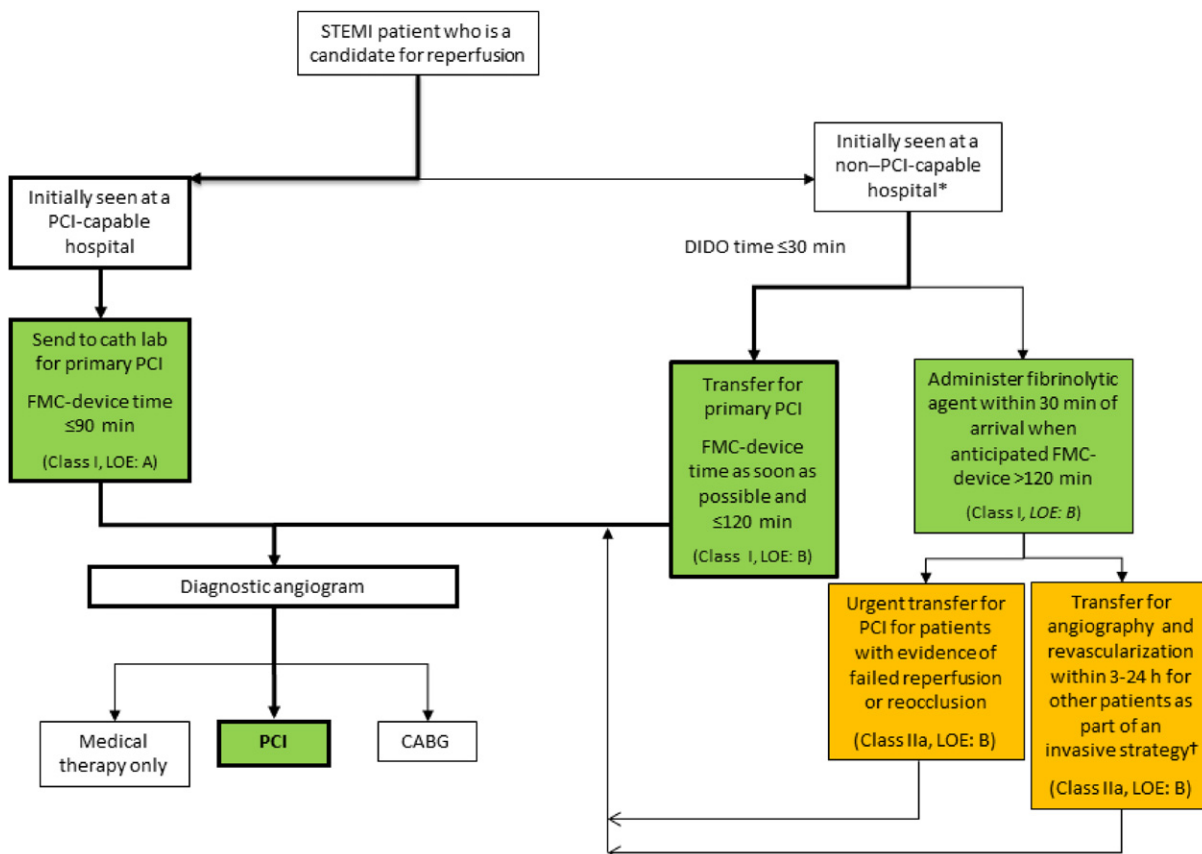 STEMI patient who is a
candidate for reperfusion
Initially seen at a
non–PCI-capable
hospital*
Initially seen at a
PCI-capable
hospital
DIDO time ≤30 min
Send to cath lab
for primary PCI
FMC-device time
≤90 min
(Class I, LOE: A)
Transfer for
primary PCI
FMC-device
time as soon as
possible and
≤120 min
(Class I, LOE: B)
Administer fibrinolytic
agent within 30 min of
arrival when
anticipated FMC-
device >120 min
(Class I, LOE: B)
Diagnostic angiogram
Urgent transfer for
PCI for patients
with evidence of
failed reperfusion
or reocclusion
(Class IIa, LOE: B)
Transfer for
angiography and
revascularization
within 3-24 h for
other patients as
part of an
invasive strategy†
(Class IIa, LOE: B)
Medical
therapy only
PCI
CABG